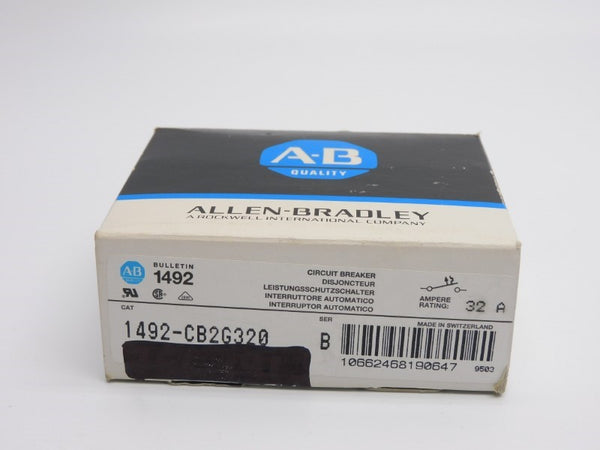 A-B
QUALITY
ALLEN-BRADLEY
A ROCKWELL INTERNATIONAL COMPANY
AB
BULLETIN
1492
CIRCUIT BREAKER
DISJONCTEUR
LEISTUNGSSCHUTZSCHALTER
INTERRUTTORE AUTOMATICO
INTERRUPTOR AUTOMATICO
AMPERE
RATING: 32 A
CAT
1492-CB2G320
SER
B
MADE IN SWITZERLAND
10662468190647
9503